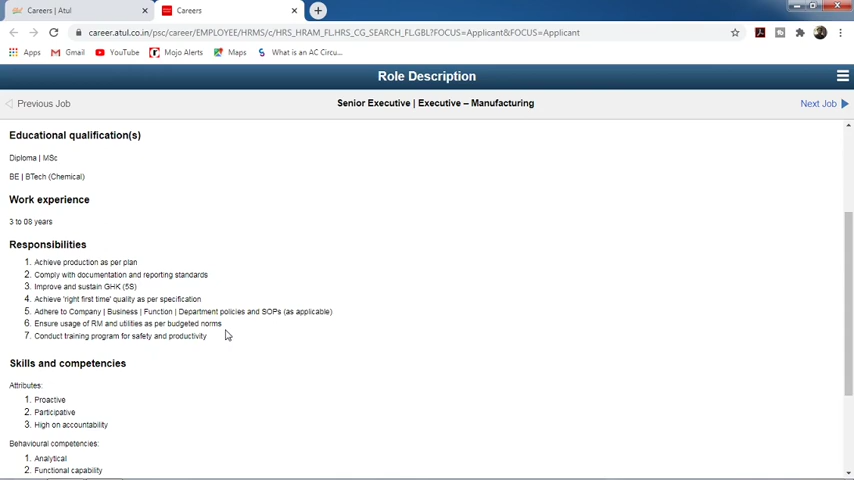 Careers | Atul
Careers
career.atul.co.in/psc/career/EMPLOYEE/HRMS/c/HRS_HRAM_FL.HRS_CG_SEARCH_FL.GBL?FOCUS=Applicant&FOCUS=Applicant
Apps Gmail YouTube Mojo Alerts Maps What is an AC Circu...
Role Description
Previous Job Senior Executive | Executive – Manufacturing Next Job
Educational qualification(s)
Diploma | MSc
BE | BTech (Chemical)
Work experience
3 to 08 years
Responsibilities
1. Achieve production as per plan
2. Comply with documentation and reporting standards
3. Improve and sustain GHK (5S)
4. Achieve 'right first time' quality as per specification
5. Adhere to Company | Business | Function | Department policies and SOPs (as applicable)
6. Ensure usage of RM and utilities as per budgeted norms
7. Conduct training program for safety and productivity
Skills and competencies
Attributes:
1. Proactive
2. Participative
3. High on accountability
Behavioural competencies:
1. Analytical
2. Functional capability